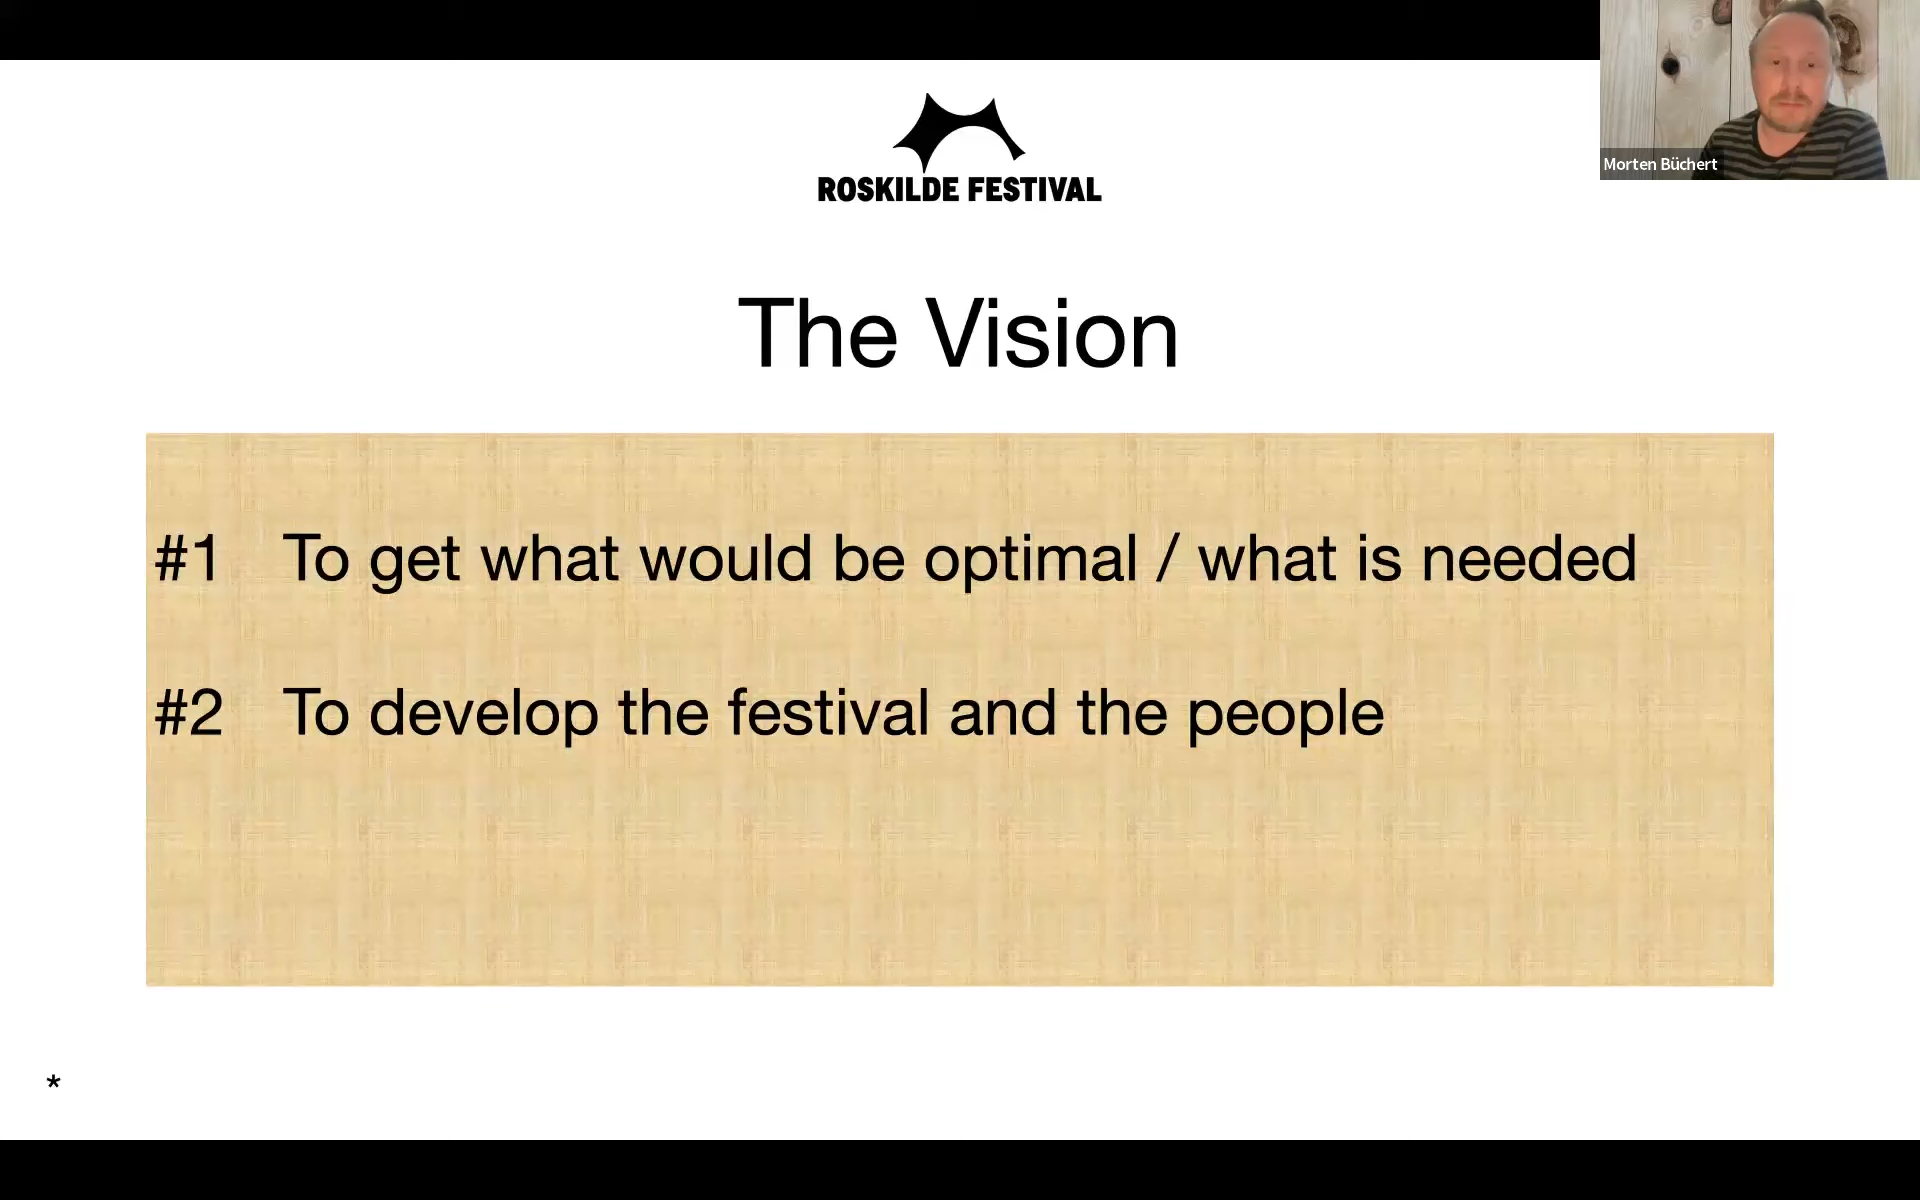 ROSKILDE FESTIVAL
Morten Büchert
The Vision
#1 To get what would be optimal / what is needed
#2 To develop the festival and the people
*